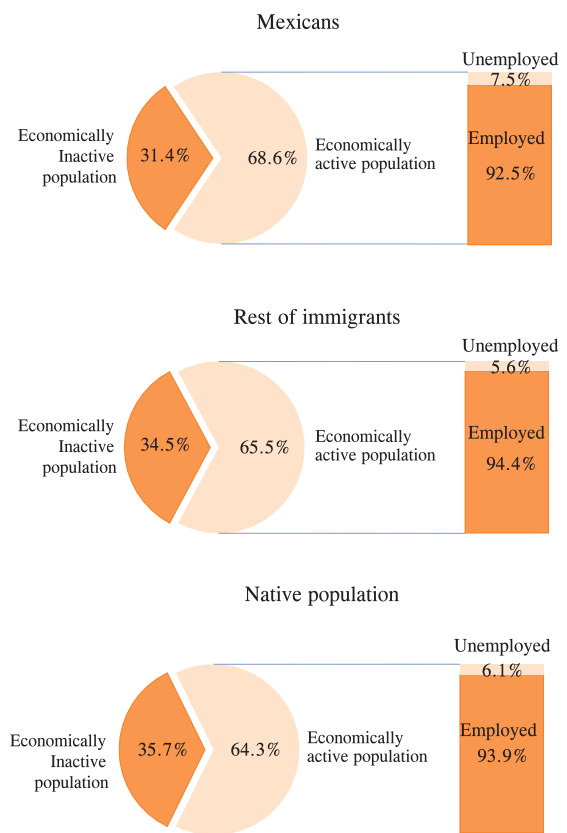 Mexicans
Unemployed
7.5%
Economically
Inactive
population
31.4%
68.6%
Economically
active population
Employed
92.5%
Rest of immigrants
Unemployed
5.6%
Economically
Inactive
population
34.5%
65.5%
Economically
active population
Employed
94.4%
Native population
Unemployed
6.1%
Economically
Inactive
population
35.7%
64.3%
Economically
active population
Employed
93.9%